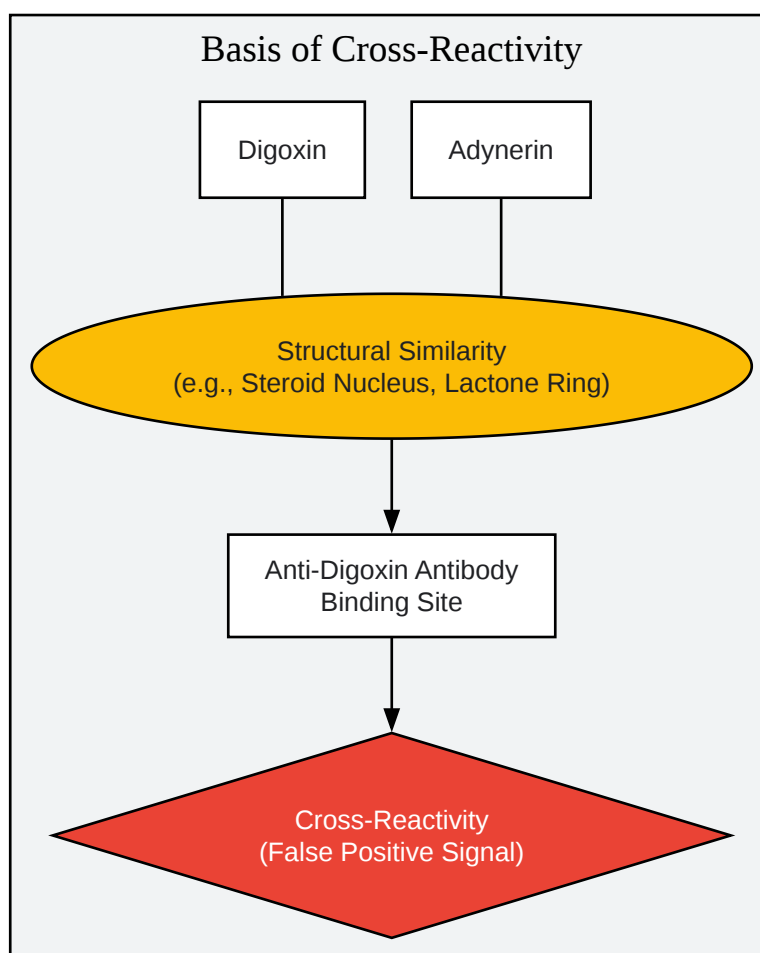 Basis of Cross-Reactivity
Digoxin
Adynerin
Structural Similarity
(e.g., Steroid Nucleus, Lactone Ring)
Anti-Digoxin Antibody
Binding Site
Cross-Reactivity
(False Positive Signal)